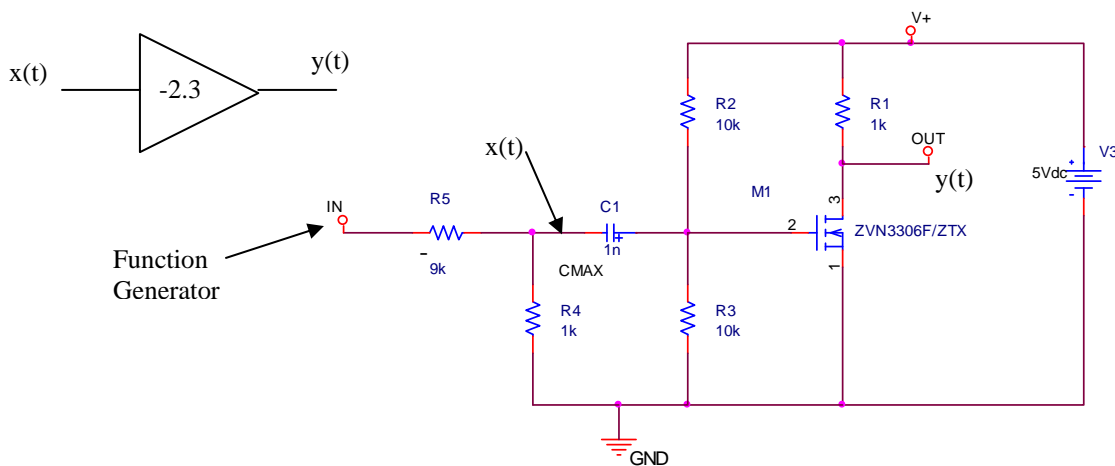 x(t)
-2.3
y(t)
V+
R2
10k
R1
1k
OUT
y(t)
V3
5Vdc
+
-
x(t)
M1
IN
R5
-
9k
C1
+
1n
CMAX
2
3
1
ZVN3306F/ZTX
Function
Generator
R4
1k
R3
10k
GND